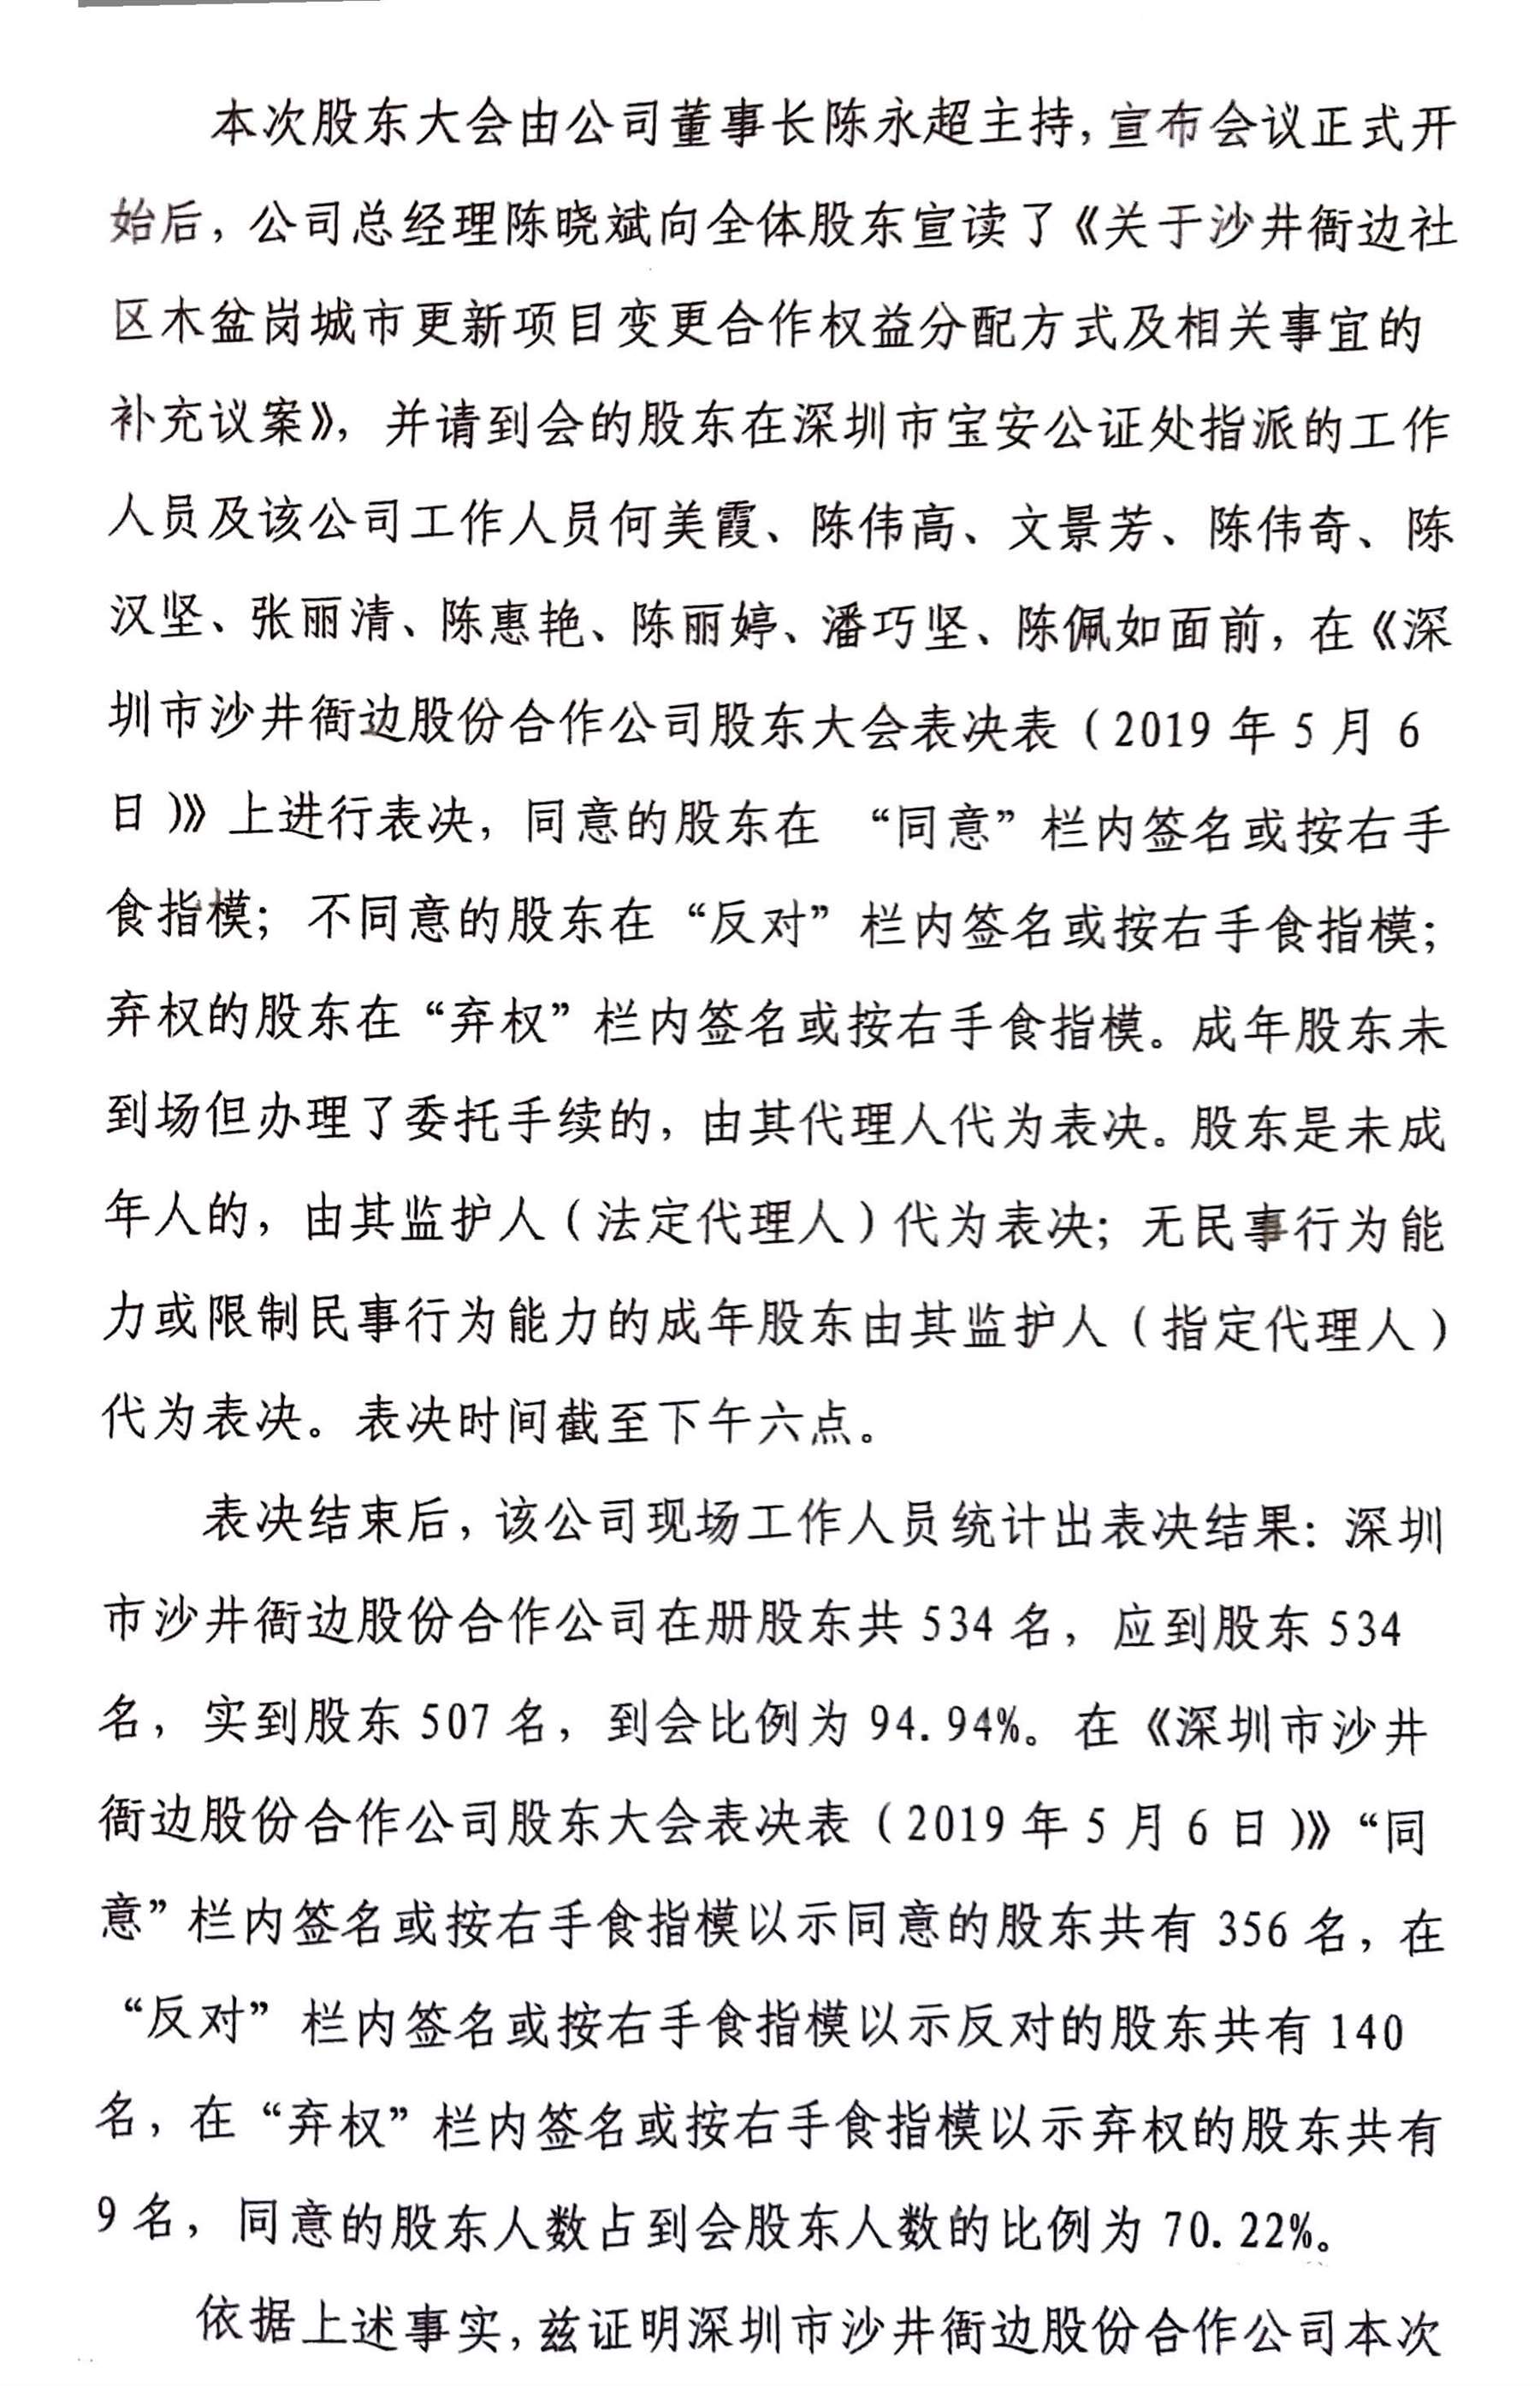 本次股东大会由公司董事长陈永超主持，宣布会议正式开
始后，公司总经理陈晓斌向全体股东宣读了《关于沙井衙边社
区木盆岗城市更新项目变更合作权益分配方式及相关事宜的
补充议案》，并请到会的股东在深圳市宝安公证处指派的工作
人员及该公司工作人员何美霞、陈伟高、文景芳、陈伟奇、陈
汉坚、张丽清、陈惠艳、陈丽婷、潘巧坚、陈佩如面前，在《深
圳市沙井衙边股份合作公司股东大会表决表（2019 年 5 月 6
日）》上进行表决，同意的股东在 “同意”栏内签名或按右手
食指模；不同意的股东在“反对”栏内签名或按右手食指模；
弃权的股东在“弃权”栏内签名或按右手食指模。成年股东未
到场但办理了委托手续的，由其代理人代为表决。股东是未成
年人的，由其监护人（法定代理人）代为表决；无民事行为能
力或限制民事行为能力的成年股东由其监护人（指定代理人）
代为表决。表决时间截至下午六点。
表决结束后，该公司现场工作人员统计出表决结果：深圳
市沙井衙边股份合作公司在册股东共 534 名，应到股东 534
名，实到股东 507 名，到会比例为 94.94%。在《深圳市沙井
衙边股份合作公司股东大会表决表（2019 年 5 月 6 日）》“同
意”栏内签名或按右手食指模以示同意的股东共有 356 名，在
“反对”栏内签名或按右手食指模以示反对的股东共有 140
名，在“弃权”栏内签名或按右手食指模以示弃权的股东共有
9 名，同意的股东人数占到会股东人数的比例为 70.22%。
依据上述事实，兹证明深圳市沙井衙边股份合作公司本次